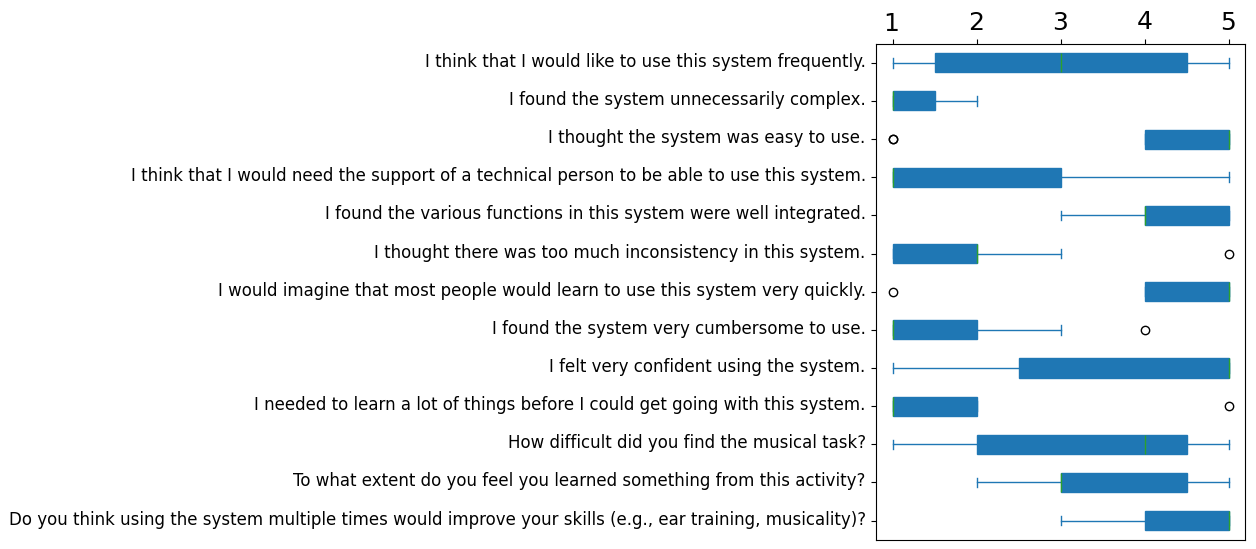 1 2 3 4 5
I think that I would like to use this system frequently.
I found the system unnecessarily complex.
I thought the system was easy to use.
I think that I would need the support of a technical person to be able to use this system.
I found the various functions in this system were well integrated.
I thought there was too much inconsistency in this system.
I would imagine that most people would learn to use this system very quickly.
I found the system very cumbersome to use.
I felt very confident using the system.
I needed to learn a lot of things before I could get going with this system.
How difficult did you find the musical task?
To what extent do you feel you learned something from this activity?
Do you think using the system multiple times would improve your skills (e.g., ear training, musicality)?